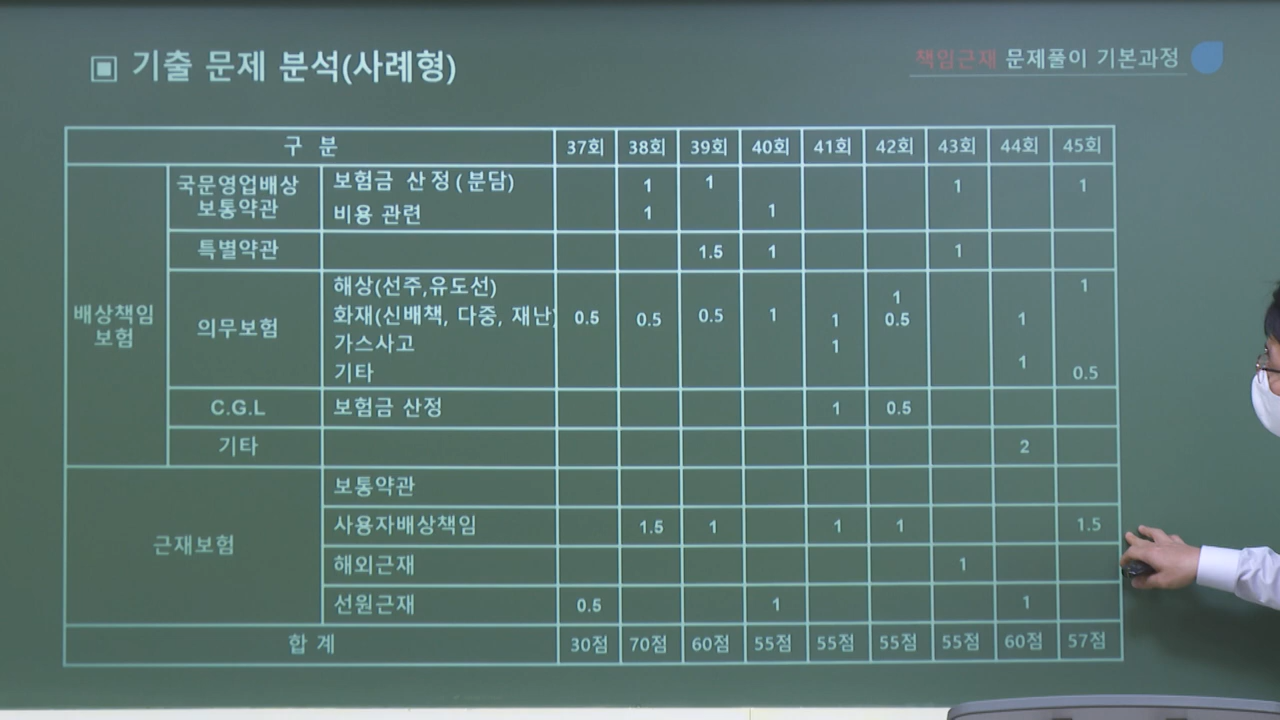 ▣ 기출 문제 분석(사례형)
책임근재 문제풀이 기본과정
구 분 37회 38회 39회 40회 41회 42회 43회 44회 45회
배상책임
보험
국문영업배상
보통약관
보험금 산정(분담) 1 1 1 1
비용 관련 1 1
특별약관 1.5 1 1
의무보험
해상(선주,유도선) 1 1
화재(신배책, 다중, 재난) 0.5 0.5 0.5 1 1 0.5 1
가스사고 1
기타 1 0.5
C.G.L 보험금 산정 1 0.5
기타 2
근재보험
보통약관
사용자배상책임 1.5 1 1 1 1.5
해외근재 1
선원근재 0.5 1 1
합 계 30점 70점 60점 55점 55점 55점 55점 60점 57점